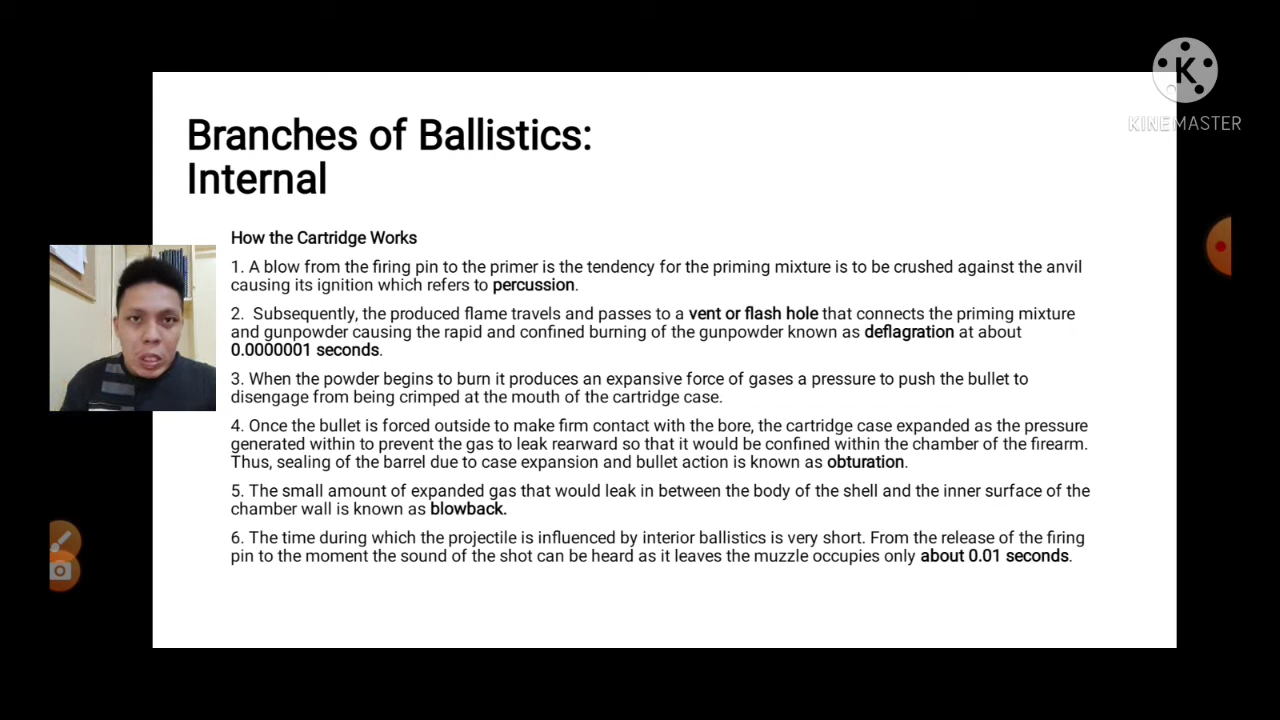 K
KINEMASTER
Branches of Ballistics:
Internal
How the Cartridge Works
1. A blow from the firing pin to the primer is the tendency for the priming mixture is to be crushed against the anvil
causing its ignition which refers to percussion.
2.  Subsequently, the produced flame travels and passes to a vent or flash hole that connects the priming mixture
and gunpowder causing the rapid and confined burning of the gunpowder known as deflagration at about
0.0000001 seconds.
3. When the powder begins to burn it produces an expansive force of gases a pressure to push the bullet to
disengage from being crimped at the mouth of the cartridge case.
4. Once the bullet is forced outside to make firm contact with the bore, the cartridge case expanded as the pressure
generated within to prevent the gas to leak rearward so that it would be confined within the chamber of the firearm.
Thus, sealing of the barrel due to case expansion and bullet action is known as obturation.
5. The small amount of expanded gas that would leak in between the body of the shell and the inner surface of the
chamber wall is known as blowback.
6. The time during which the projectile is influenced by interior ballistics is very short. From the release of the firing
pin to the moment the sound of the shot can be heard as it leaves the muzzle occupies only about 0.01 seconds.